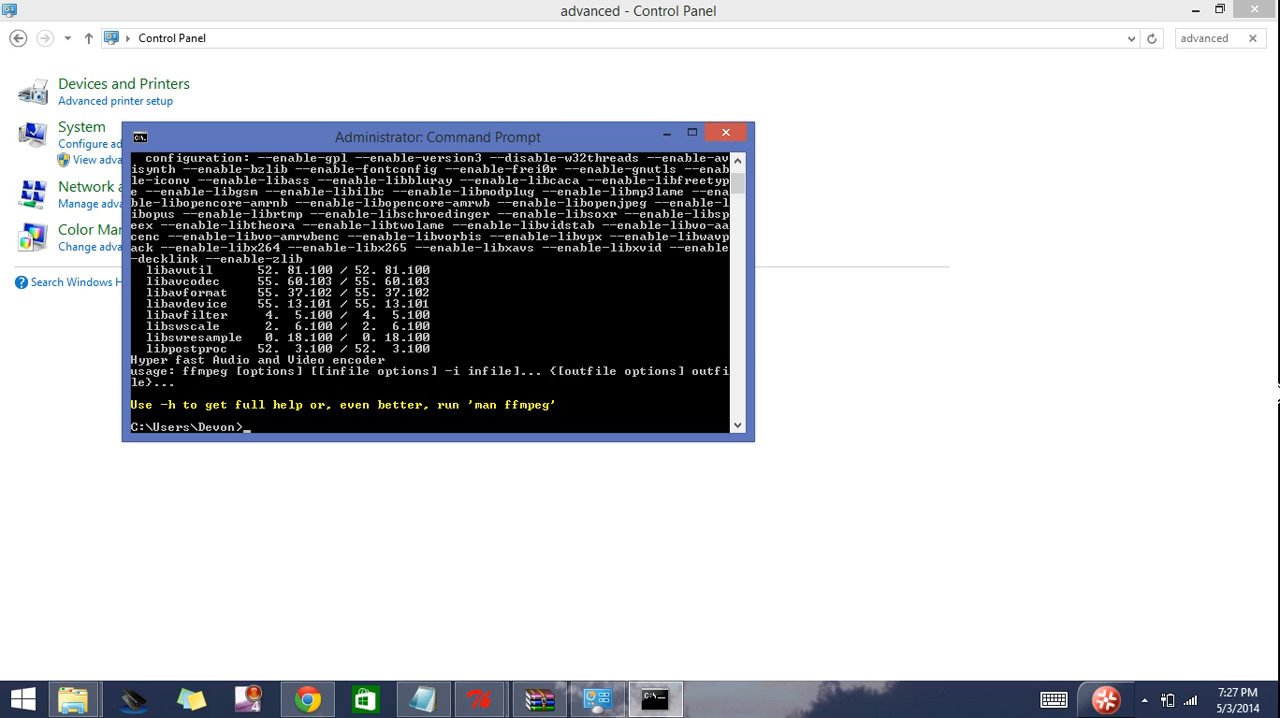 advanced - Control Panel
Control Panel
advanced
Devices and Printers
Advanced printer setup
System
Configure ad
View adva
Network a
Manage adva
Color Mar
Change adva
Search Windows H
Administrator: Command Prompt
C:\.
configuration: --enable-gpl --enable-version3 --disable-w32threads --enable-av
isynth --enable-bzlib --enable-fontconfig --enable-frei0r --enable-gnutls --enab
le-iconv --enable-libass --enable-libbluray --enable-libcaca --enable-libfreetyp
e --enable-libgsm --enable-libilbc --enable-libmodplug --enable-libmp3lame --ena
ble-libopencore-amrnb --enable-libopencore-amrwb --enable-libopenjpeg --enable-l
ibopus --enable-librtmp --enable-libschroedinger --enable-libsoxr --enable-libsp
eex --enable-libtheora --enable-libtwolame --enable-libvidstab --enable-libvo-aa
cenc --enable-libvo-amrwbenc --enable-libvorbis --enable-libvpx --enable-libwavp
ack --enable-libx264 --enable-libx265 --enable-libxavs --enable-libxvid --enable
-decklink --enable-zlib
libavutil 52. 81.100 / 52. 81.100
libavcodec 55. 60.103 / 55. 60.103
libavformat 55. 37.102 / 55. 37.102
libavdevice 55. 13.101 / 55. 13.101
libavfilter 4. 5.100 / 4. 5.100
libswscale 2. 6.100 / 2. 6.100
libswresample 0. 18.100 / 0. 18.100
libpostproc 52. 3.100 / 52. 3.100
Hyper fast Audio and Video encoder
usage: ffmpeg [options] [[infile options] -i infile]... {[outfile options] outfi
le}...
Use -h to get full help or, even better, run 'man ffmpeg'
C:\Users\Devon>_
4
76
C:\.
7:27 PM
5/3/2014